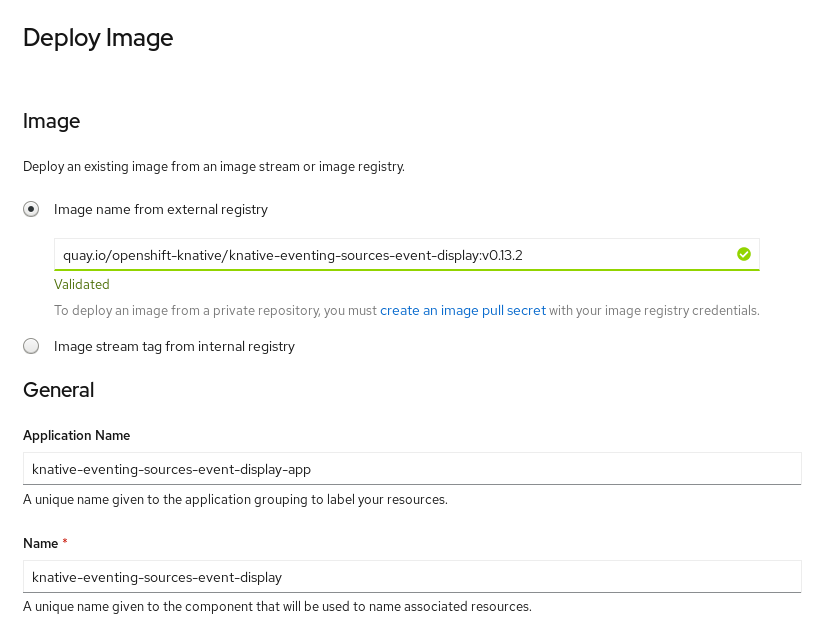 Deploy Image
Image
Deploy an existing image from an image stream or image registry.
Image name from external registry
quay.io/openshift-knative/knative-eventing-sources-event-display:v0.13.2
Validated
To deploy an image from a private repository, you must create an image pull secret with your image registry credentials.
Image stream tag from internal registry
General
Application Name
knative-eventing-sources-event-display-app
A unique name given to the application grouping to label your resources.
Name *
knative-eventing-sources-event-display
A unique name given to the component that will be used to name associated resources.